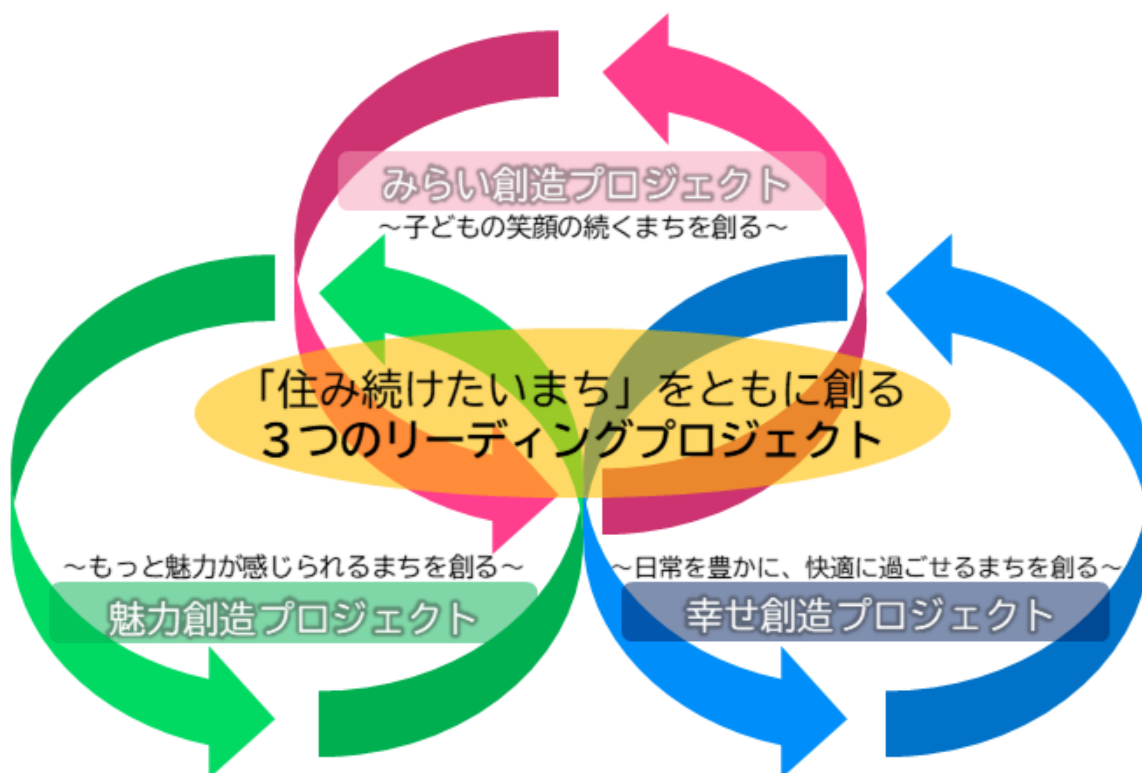 みらい創造プロジェクト
～子どもの笑顔の続くまちを創る～
「住み続けたいまち」をともに創る
３つのリーディングプロジェクト
～もっと魅力が感じられるまちを創る～
魅力創造プロジェクト
～日常を豊かに、快適に過ごせるまちを創る～
幸せ創造プロジェクト